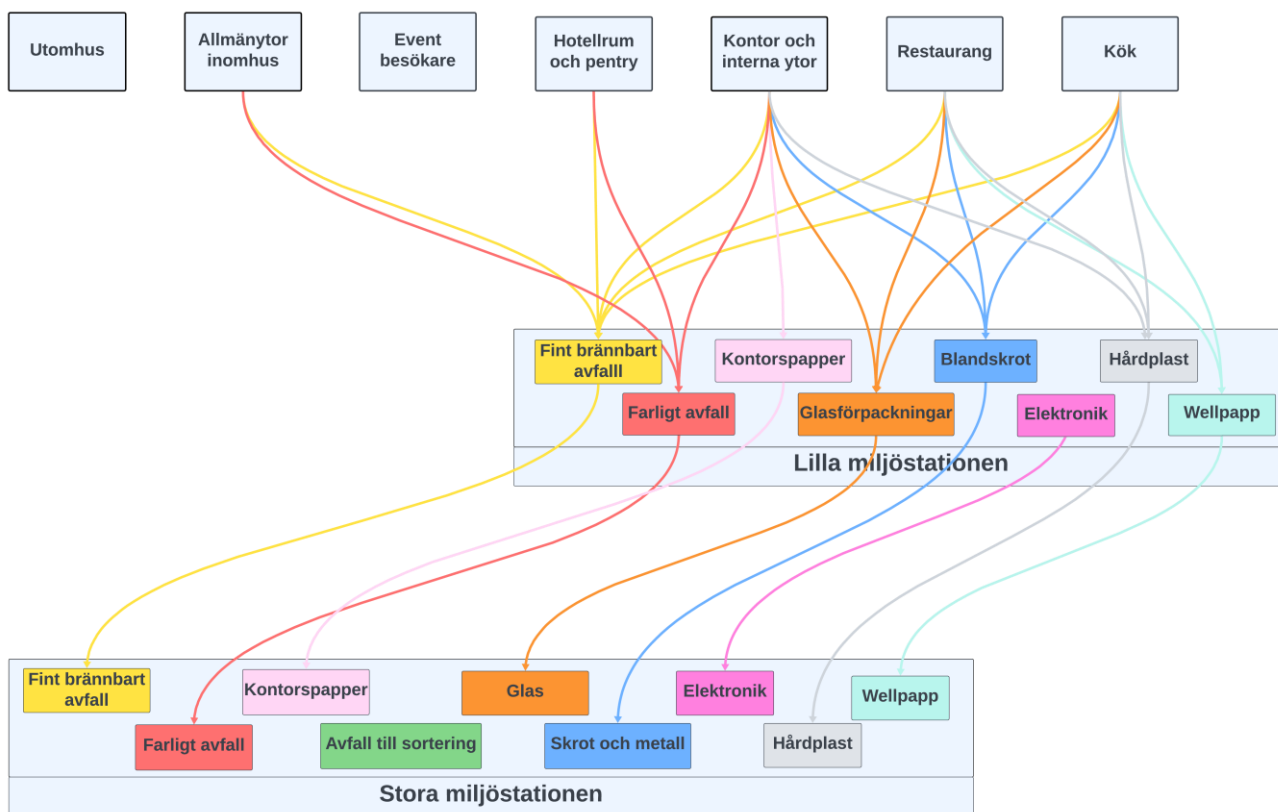 Utomhus
Allmänytor
inomhus
Event
besökare
Hotellrum
och pentry
Kontor och
interna ytor
Restaurang
Kök
Fint brännbart
avfalll
Kontorspapper
Blandskrot
Hårdplast
Farligt avfall
Glasförpackningar
Elektronik
Wellpapp
Lilla miljöstationen
Fint brännbart
avfall
Kontorspapper
Glas
Elektronik
Wellpapp
Farligt avfall
Avfall till sortering
Skrot och metall
Hårdplast
Stora miljöstationen